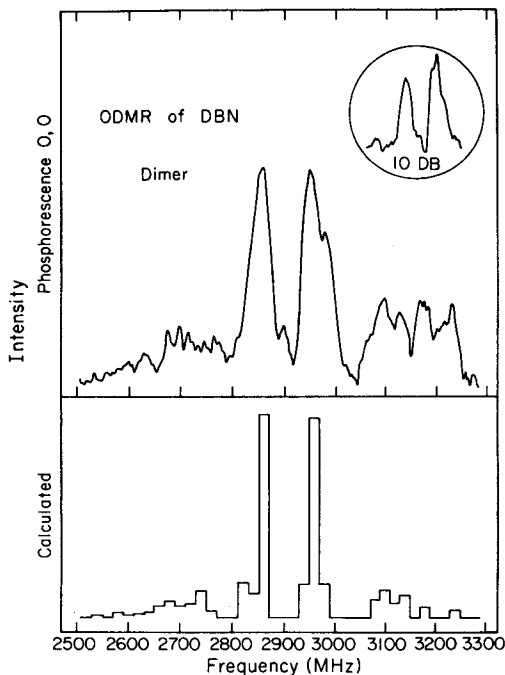 ODMR of DBN
Dimer
10 DB
Intensity
Phosphorescence 0,0
Calculated
2500 2600 2700 2800 2900 3000 3100 3200 3300
Frequency (MHz)